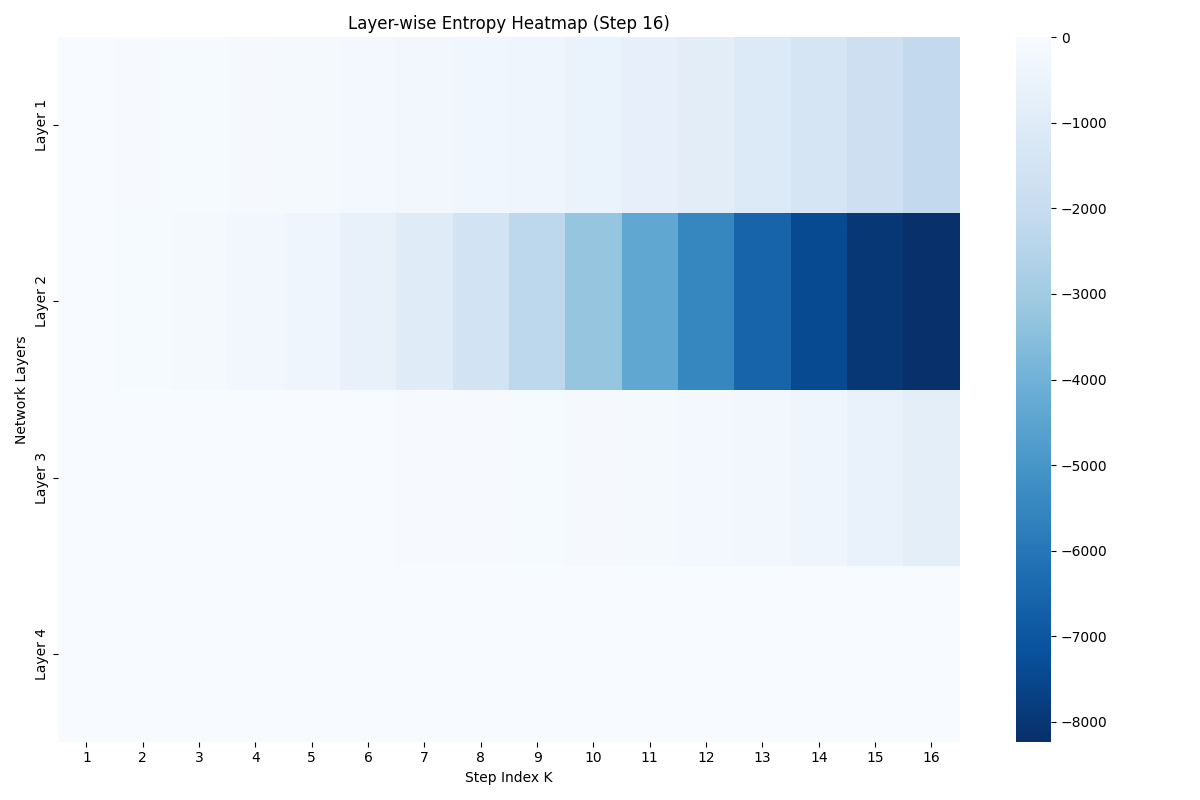 Layer-wise Entropy Heatmap (Step 16)
Network Layers
Layer 1
Layer 2
Layer 3
Layer 4
1 2 3 4 5 6 7 8 9 10 11 12 13 14 15 16
Step Index K
0
−1000
−2000
−3000
−4000
−5000
−6000
−7000
−8000